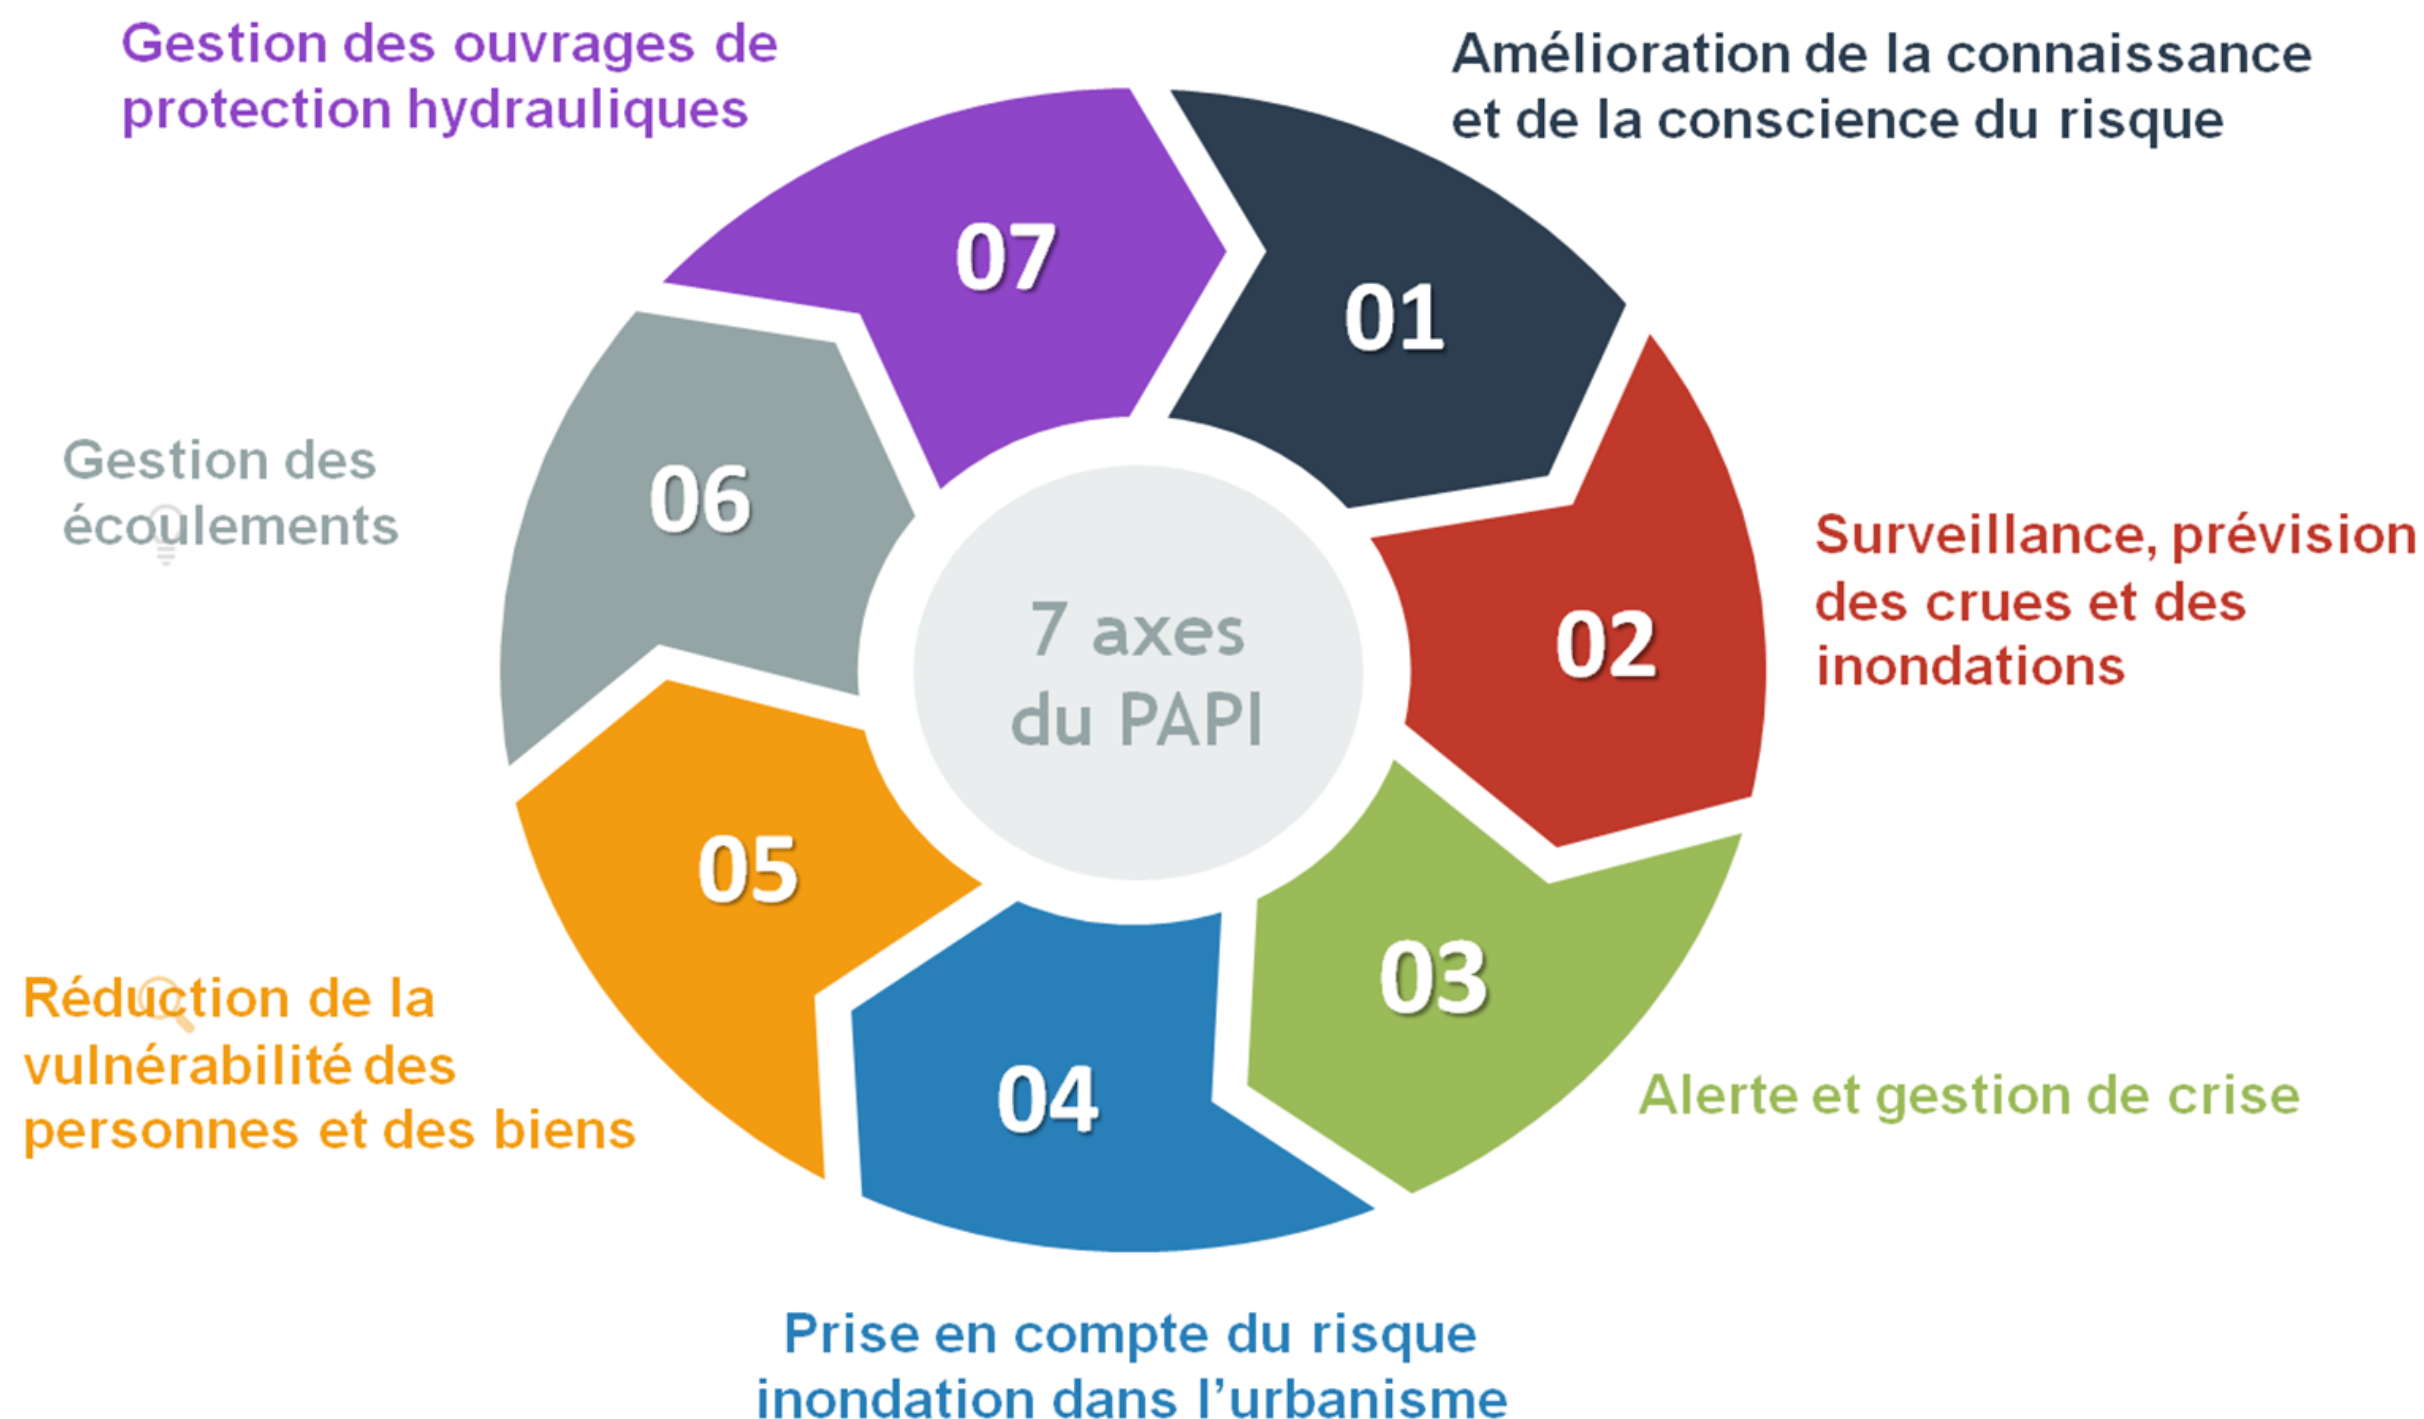 Gestion des ouvrages de
protection hydrauliques
07
Amélioration de la connaissance
et de la conscience du risque
01
Surveillance, prévision
des crues et des
inondations
02
Alerte et gestion de crise
03
Prise en compte du risque
inondation dans l’urbanisme
04
Réduction de la
vulnérabilité des
personnes et des biens
05
Gestion des
écoulements
06
7 axes
du PAPI